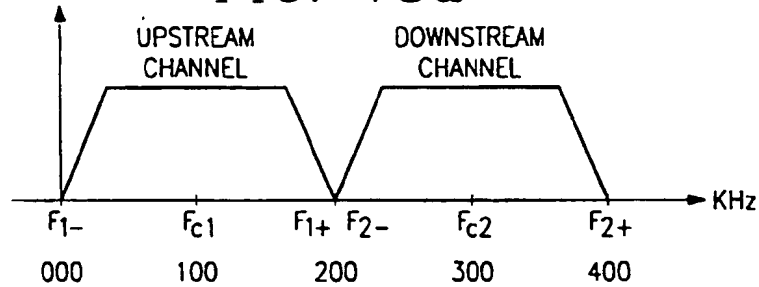 UPSTREAM
CHANNEL
DOWNSTREAM
CHANNEL
KHz
F1- Fc1 F1+ F2- Fc2 F2+
000 100 200 300 400